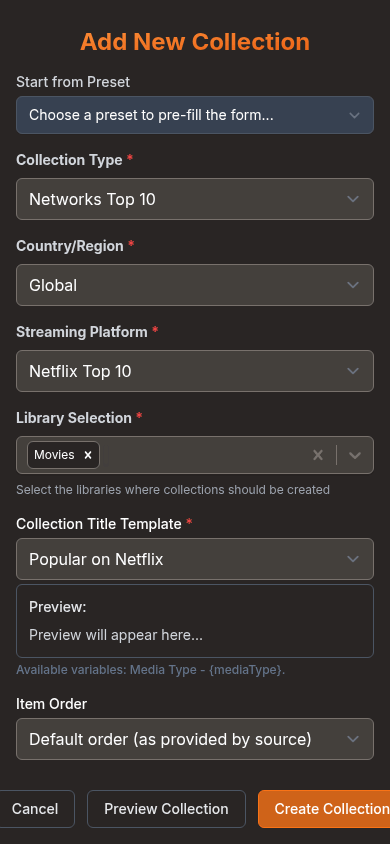 Add New Collection
Start from Preset
Choose a preset to pre-fill the form...
Collection Type *
Networks Top 10
Country/Region *
Global
Streaming Platform *
Netflix Top 10
Library Selection *
Movies ×
Select the libraries where collections should be created
Collection Title Template *
Popular on Netflix
Preview:
Preview will appear here...
Available variables: Media Type - {mediaType}.
Item Order
Default order (as provided by source)
Cancel
Preview Collection
Create Collection